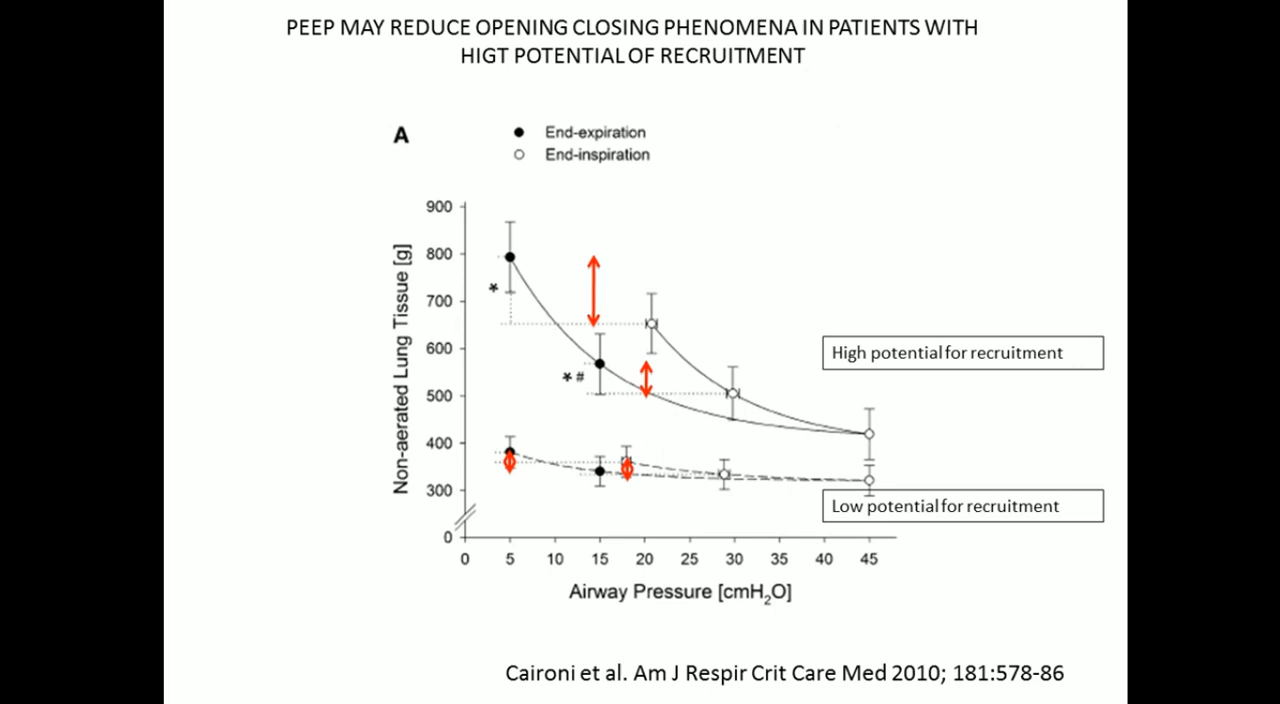 PEEP MAY REDUCE OPENING CLOSING PHENOMENA IN PATIENTS WITH
HIGT POTENTIAL OF RECRUITMENT
A
End-expiration
End-inspiration
Non-aerated Lung Tissue [g]
900
800
700
600
500
400
300
0
*
* #
High potential for recruitment
Low potential for recruitment
0 5 10 15 20 25 30 35 40 45
Airway Pressure [cmH₂O]
Caironi et al. Am J Respir Crit Care Med 2010; 181:578-86